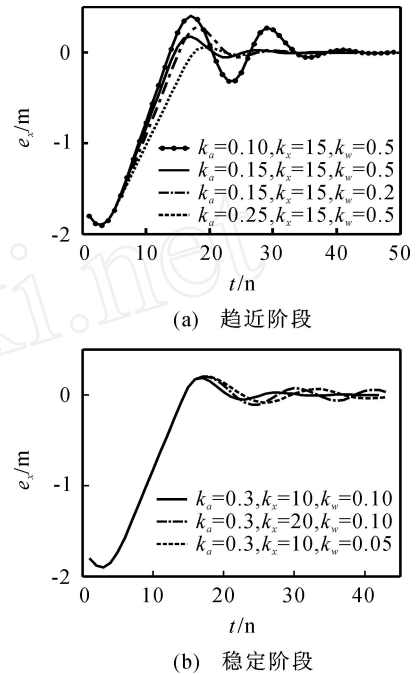 0
-1
-2
e_x/m
k_a=0.10,k_x=15,k_w=0.5
k_a=0.15,k_x=15,k_w=0.5
k_a=0.15,k_x=15,k_w=0.2
k_a=0.25,k_x=15,k_w=0.5
0 10 20 30 40 50
t/n
(a) 趋近阶段
0
-1
-2
e_x/m
k_a=0.3,k_x=10,k_w=0.10
k_a=0.3,k_x=20,k_w=0.10
k_a=0.3,k_x=10,k_w=0.05
0 10 20 30 40
t/n
(b) 稳定阶段